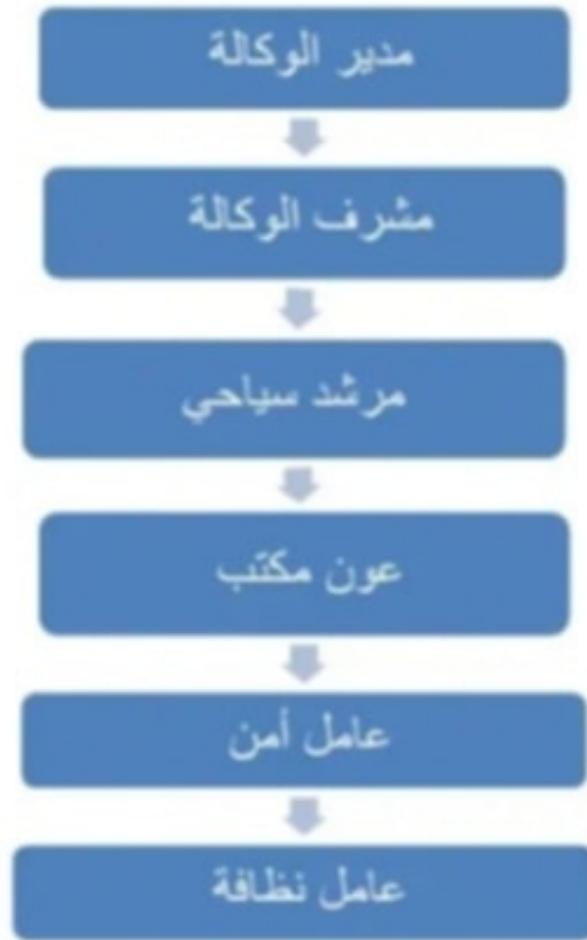 مدير الوكالة
مشرف الوكالة
مرشد سياحي
عون مكتب
عامل أمن
عامل نظافة